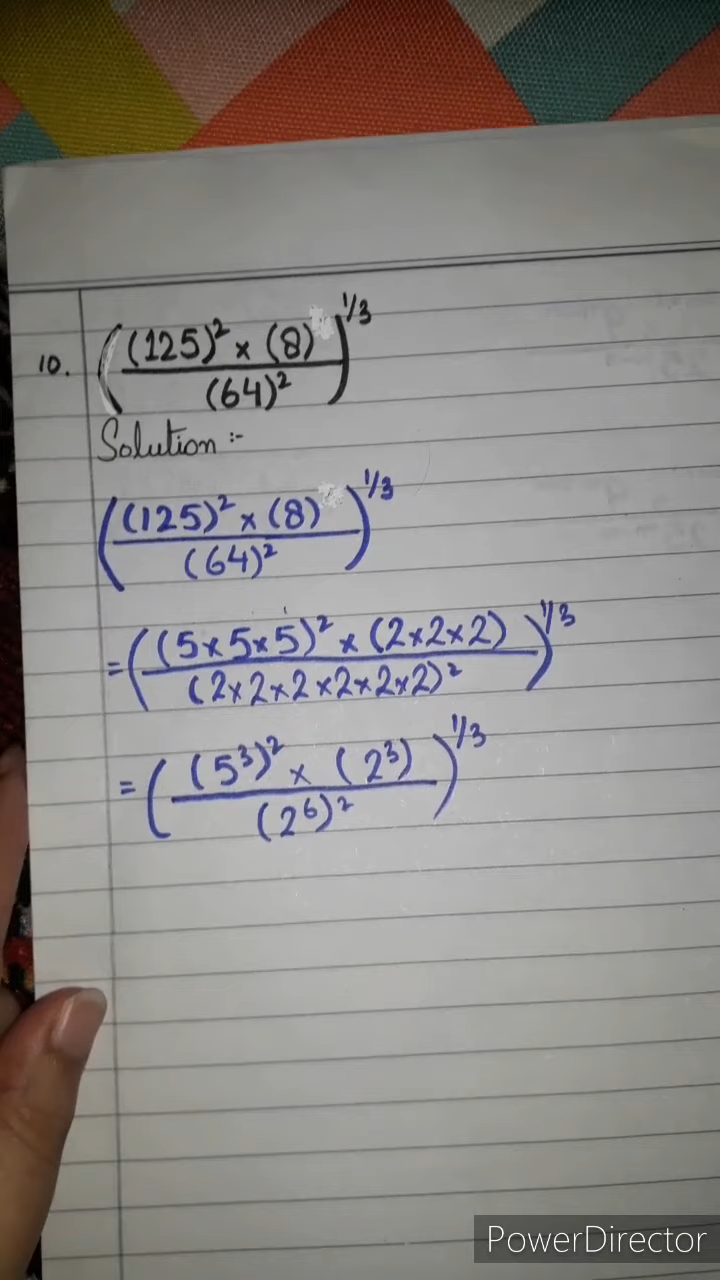 10. ((125)² × (8) / (64)²)^1/3
Solution :-
((125)² × (8) / (64)²)^1/3
= ((5×5×5)² × (2×2×2) / (2×2×2×2×2×2)²)^1/3
= ((5³)² × (2³) / (2⁶)²)^1/3
PowerDirector